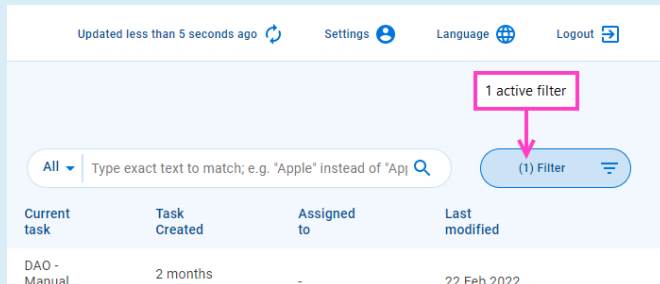 Updated less than 5 seconds ago Settings Language Logout
1 active filter
All Type exact text to match; e.g. "Apple" instead of "Ap (1) Filter
Current task Task Created Assigned to Last modified
DAO - Manual 2 months - 22 Feb 2022